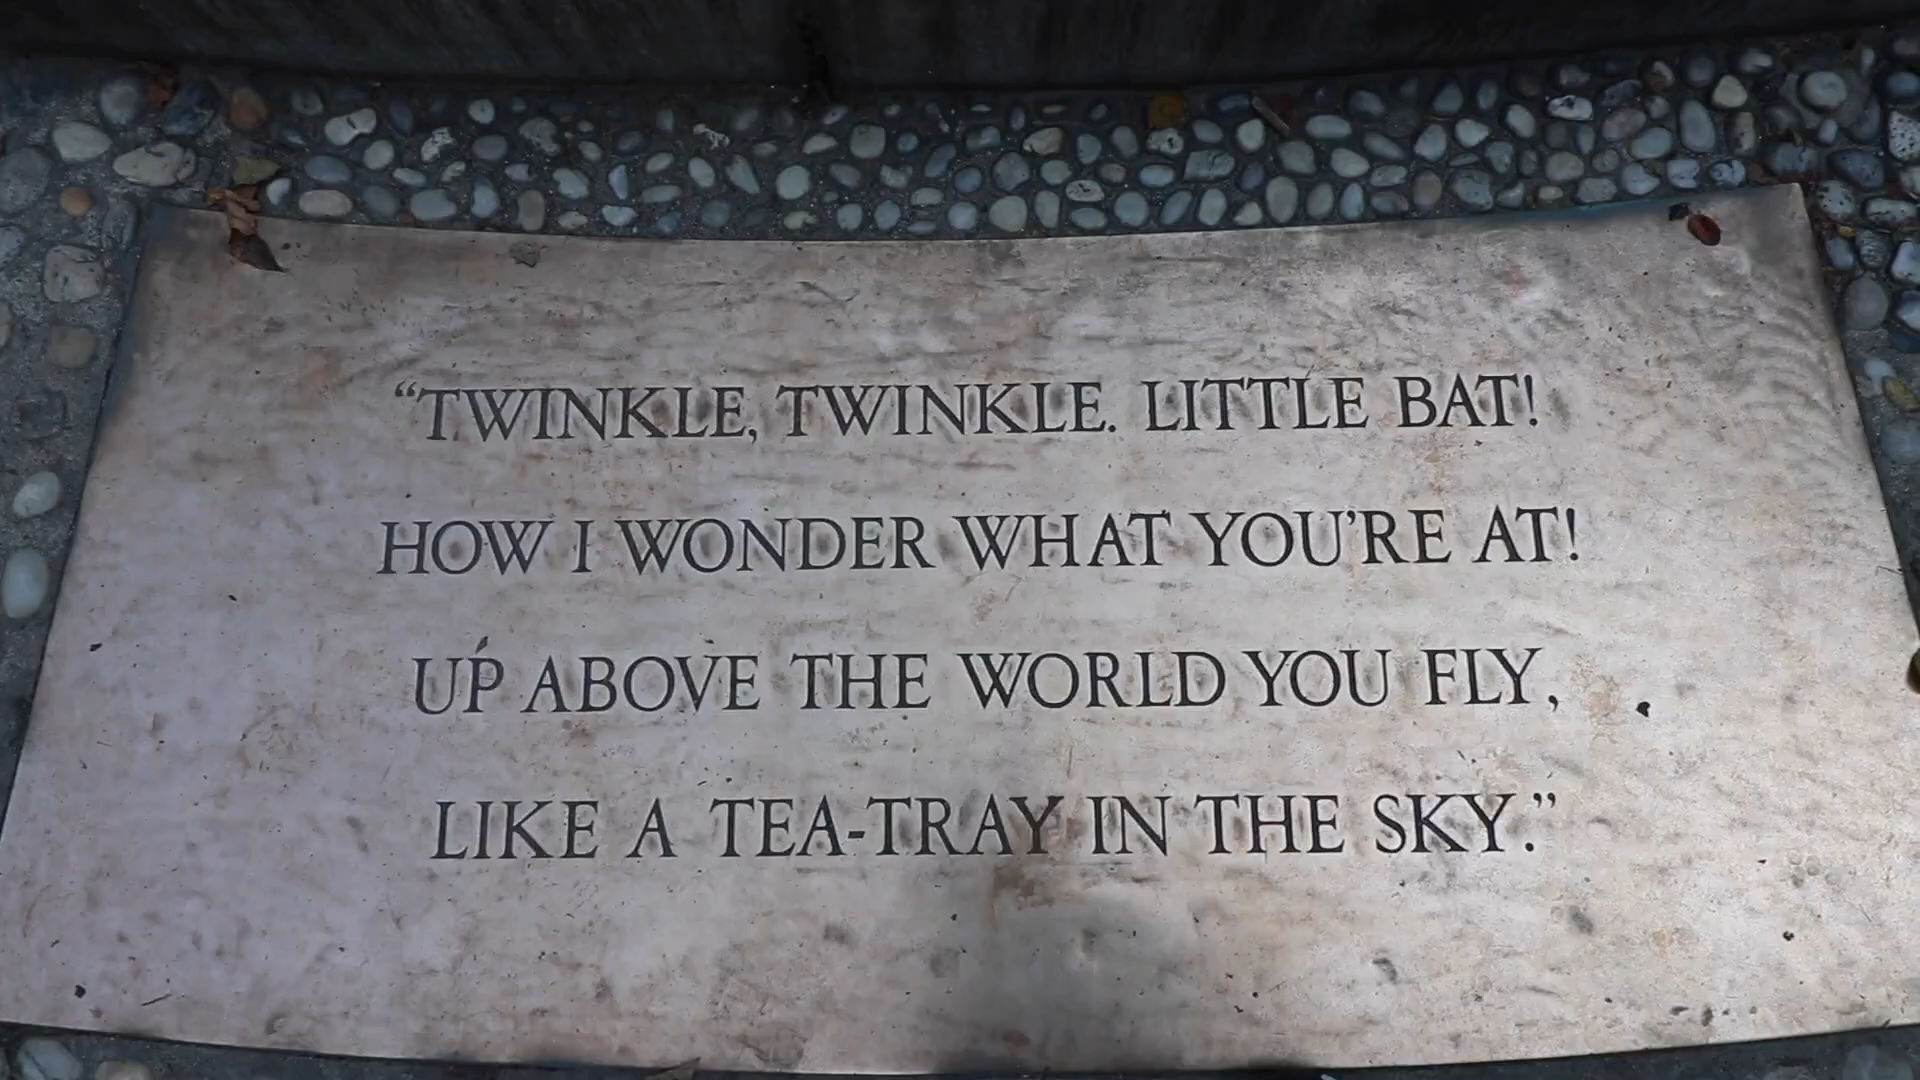 “TWINKLE, TWINKLE. LITTLE BAT!
HOW I WONDER WHAT YOU’RE AT!
UP ABOVE THE WORLD YOU FLY,
LIKE A TEA-TRAY IN THE SKY.”